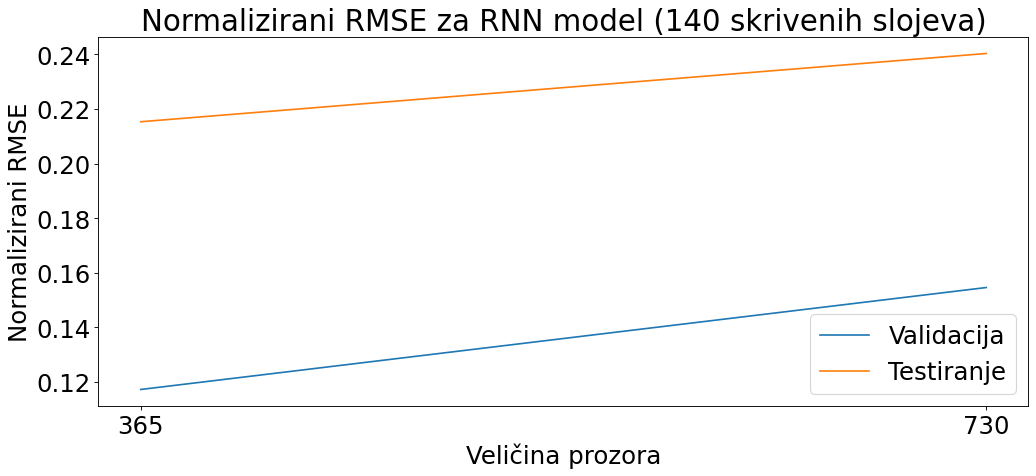 Normalizirani RMSE za RNN model (140 skrivenih slojeva)
Normalizirani RMSE
0.24
0.22
0.20
0.18
0.16
0.14
0.12
Validacija
Testiranje
365
730
Veličina prozora